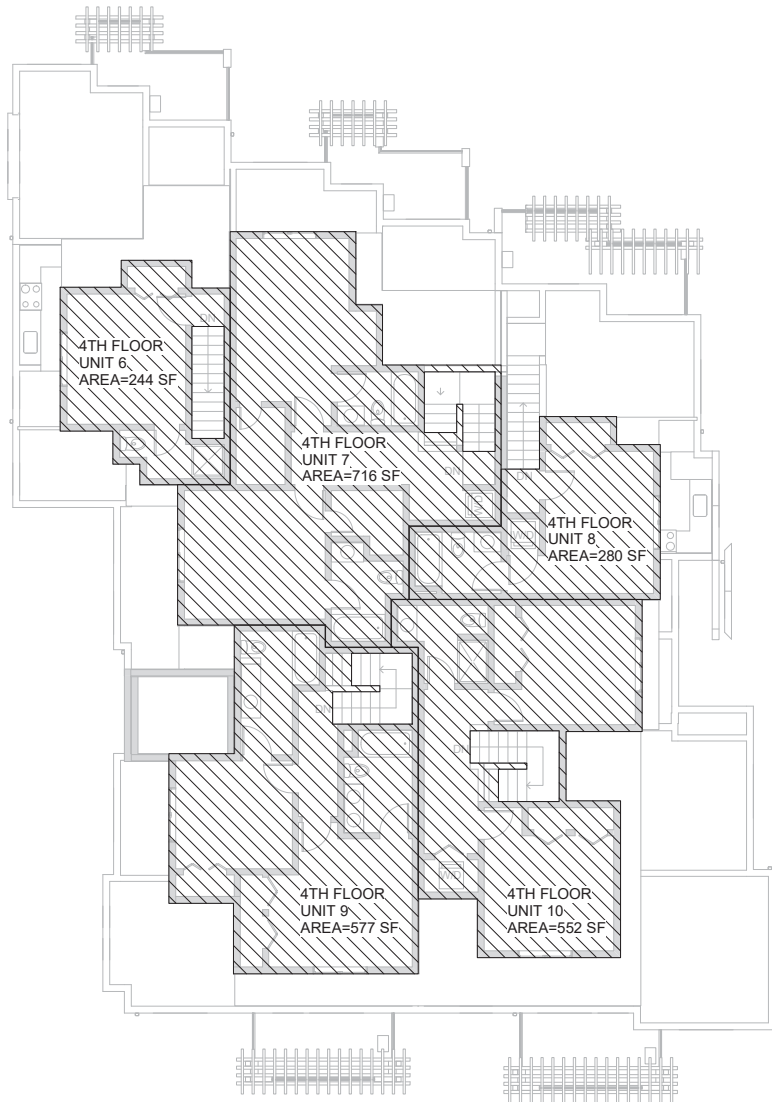 DN
4TH FLOOR
UNIT 6
AREA=244 SF
4TH FLOOR
UNIT 7
AREA=716 SF
DN
DN
W/D
4TH FLOOR
UNIT 8
AREA=280 SF
W/D
DN
DN
W/D
4TH FLOOR
UNIT 9
AREA=577 SF
4TH FLOOR
UNIT 10
AREA=552 SF